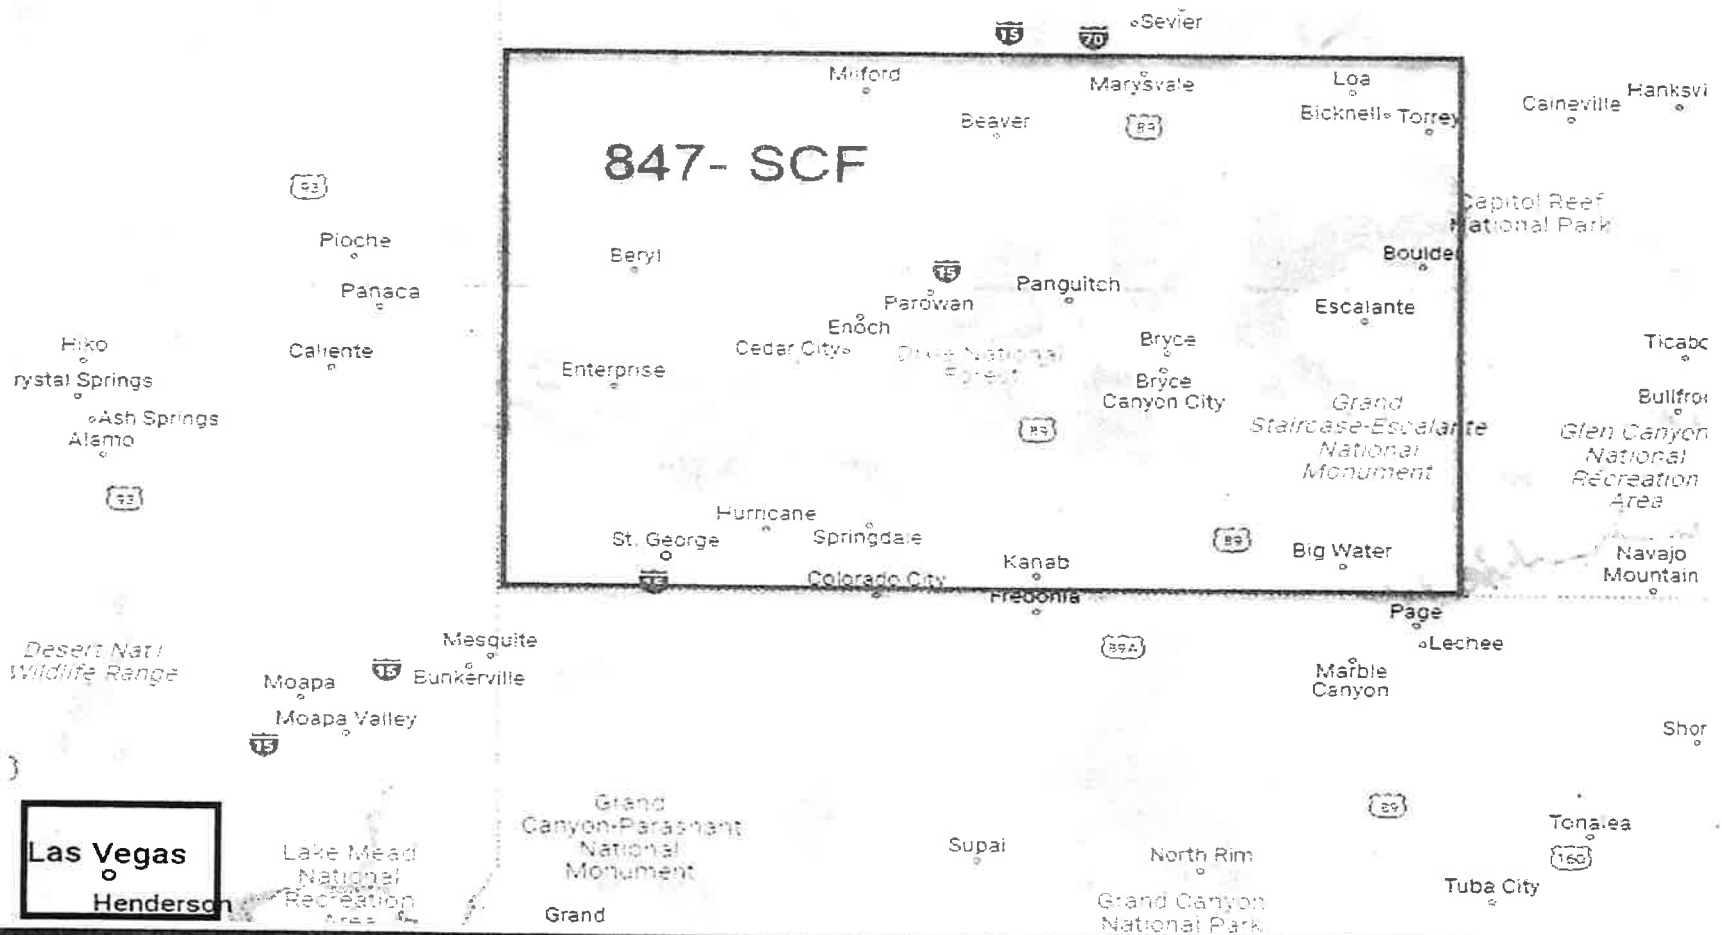 15
70
Sevier
Milford
Marysvale
Loa
Hanksvi
Beaver
89
Bicknell
Torrey
Caineville
847- SCF
93
Capitol Reef
National Park
Pioche
Beryl
15
Boulder
Panaca
Parowan
Panguitch
Escalante
Hiko
Caliente
Enoch
Cedar City
Dixie National
Forest
Bryce
Ticabo
rystal Springs
Enterprise
Bryce
Canyon City
Bullfro
Ash Springs
Alamo
89
Grand
Staircase-Escalante
National
Monument
Glen Canyon
National
Recreation
Area
93
Hurricane
St. George
Springdale
89
Big Water
Kanab
Navajo
Mountain
15
Colorado City
Fredonia
Page
Lechee
Desert Nat'l
Wildlife Range
Mesquite
15
Bunkerville
89A
Marble
Canyon
Moapa
Moapa Valley
15
Shor
Grand
Canyon-Parashant
National
Monument
89
Tonalea
160
Las Vegas
Henderson
Lake Mead
National
Recreation
Area
Supai
North Rim
Tuba City
Grand
Grand Canyon
National Park